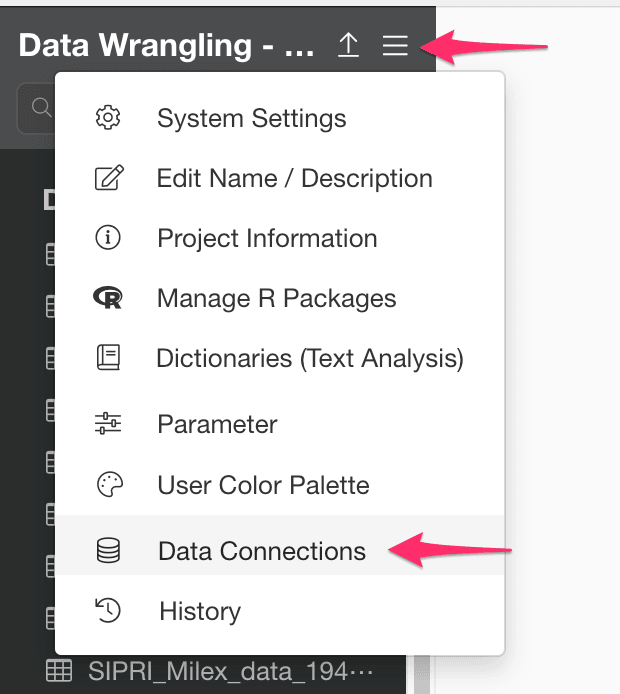 Data Wrangling - ...
System Settings
Edit Name / Description
Project Information
Manage R Packages
Dictionaries (Text Analysis)
Parameter
User Color Palette
Data Connections
History
SIPRI_Milex_data_194...